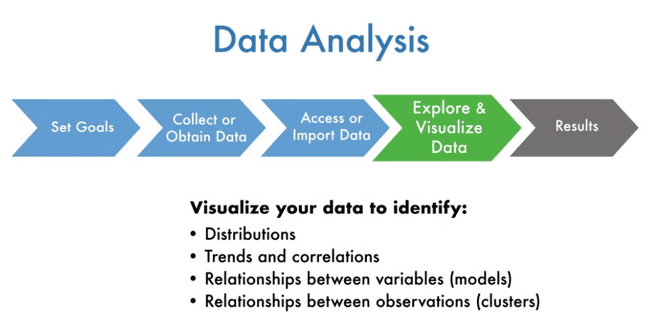 Data Analysis
Set Goals
Collect or
Obtain Data
Access or
Import Data
Explore &
Visualize
Data
Results
Visualize your data to identify:
• Distributions
• Trends and correlations
• Relationships between variables (models)
• Relationships between observations (clusters)